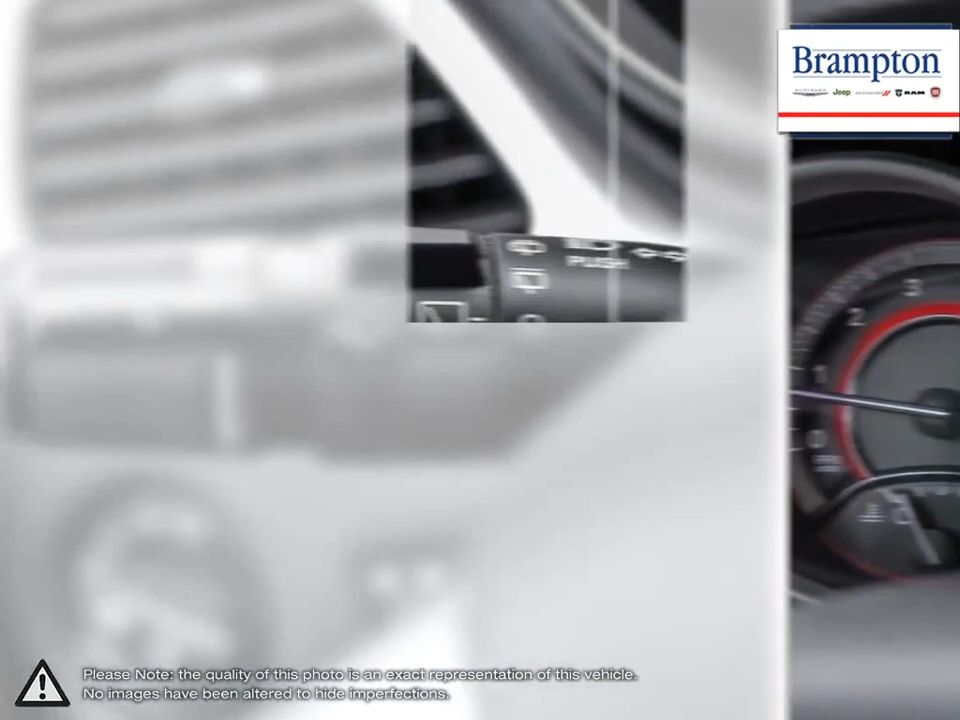 Brampton
Jeep RAM FIAT
PUSH
3
2
1
0
Please Note: the quality of this photo is an exact representation of this vehicle.
No images have been altered to hide imperfections.